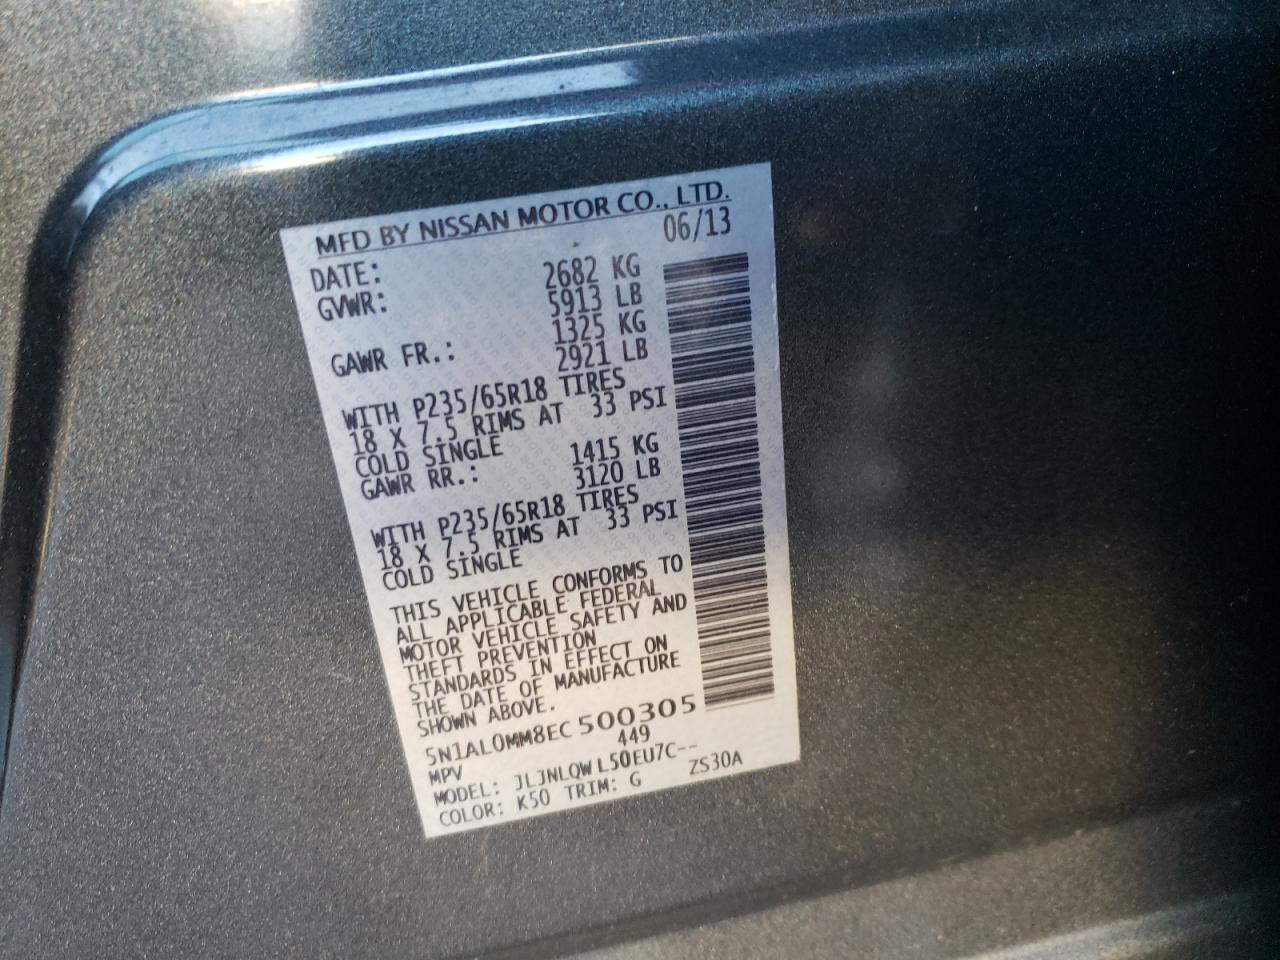 MFD BY NISSAN MOTOR CO., LTD.
DATE: 06/13
GVWR: 2682 KG
5913 LB
GAWR FR.: 1325 KG
2921 LB
WITH P235/65R18 TIRES
18 X 7.5 RIMS AT 33 PSI
COLD SINGLE
GAWR RR.: 1415 KG
3120 LB
WITH P235/65R18 TIRES
18 X 7.5 RIMS AT 33 PSI
COLD SINGLE
THIS VEHICLE CONFORMS TO
ALL APPLICABLE FEDERAL
MOTOR VEHICLE SAFETY AND
THEFT PREVENTION
STANDARDS IN EFFECT ON
THE DATE OF MANUFACTURE
SHOWN ABOVE.
5N1AL0MM8EC 500305
MPV 449
MODEL: JLJNLQW L50EU7C--
COLOR: K50 TRIM: G ZS30A